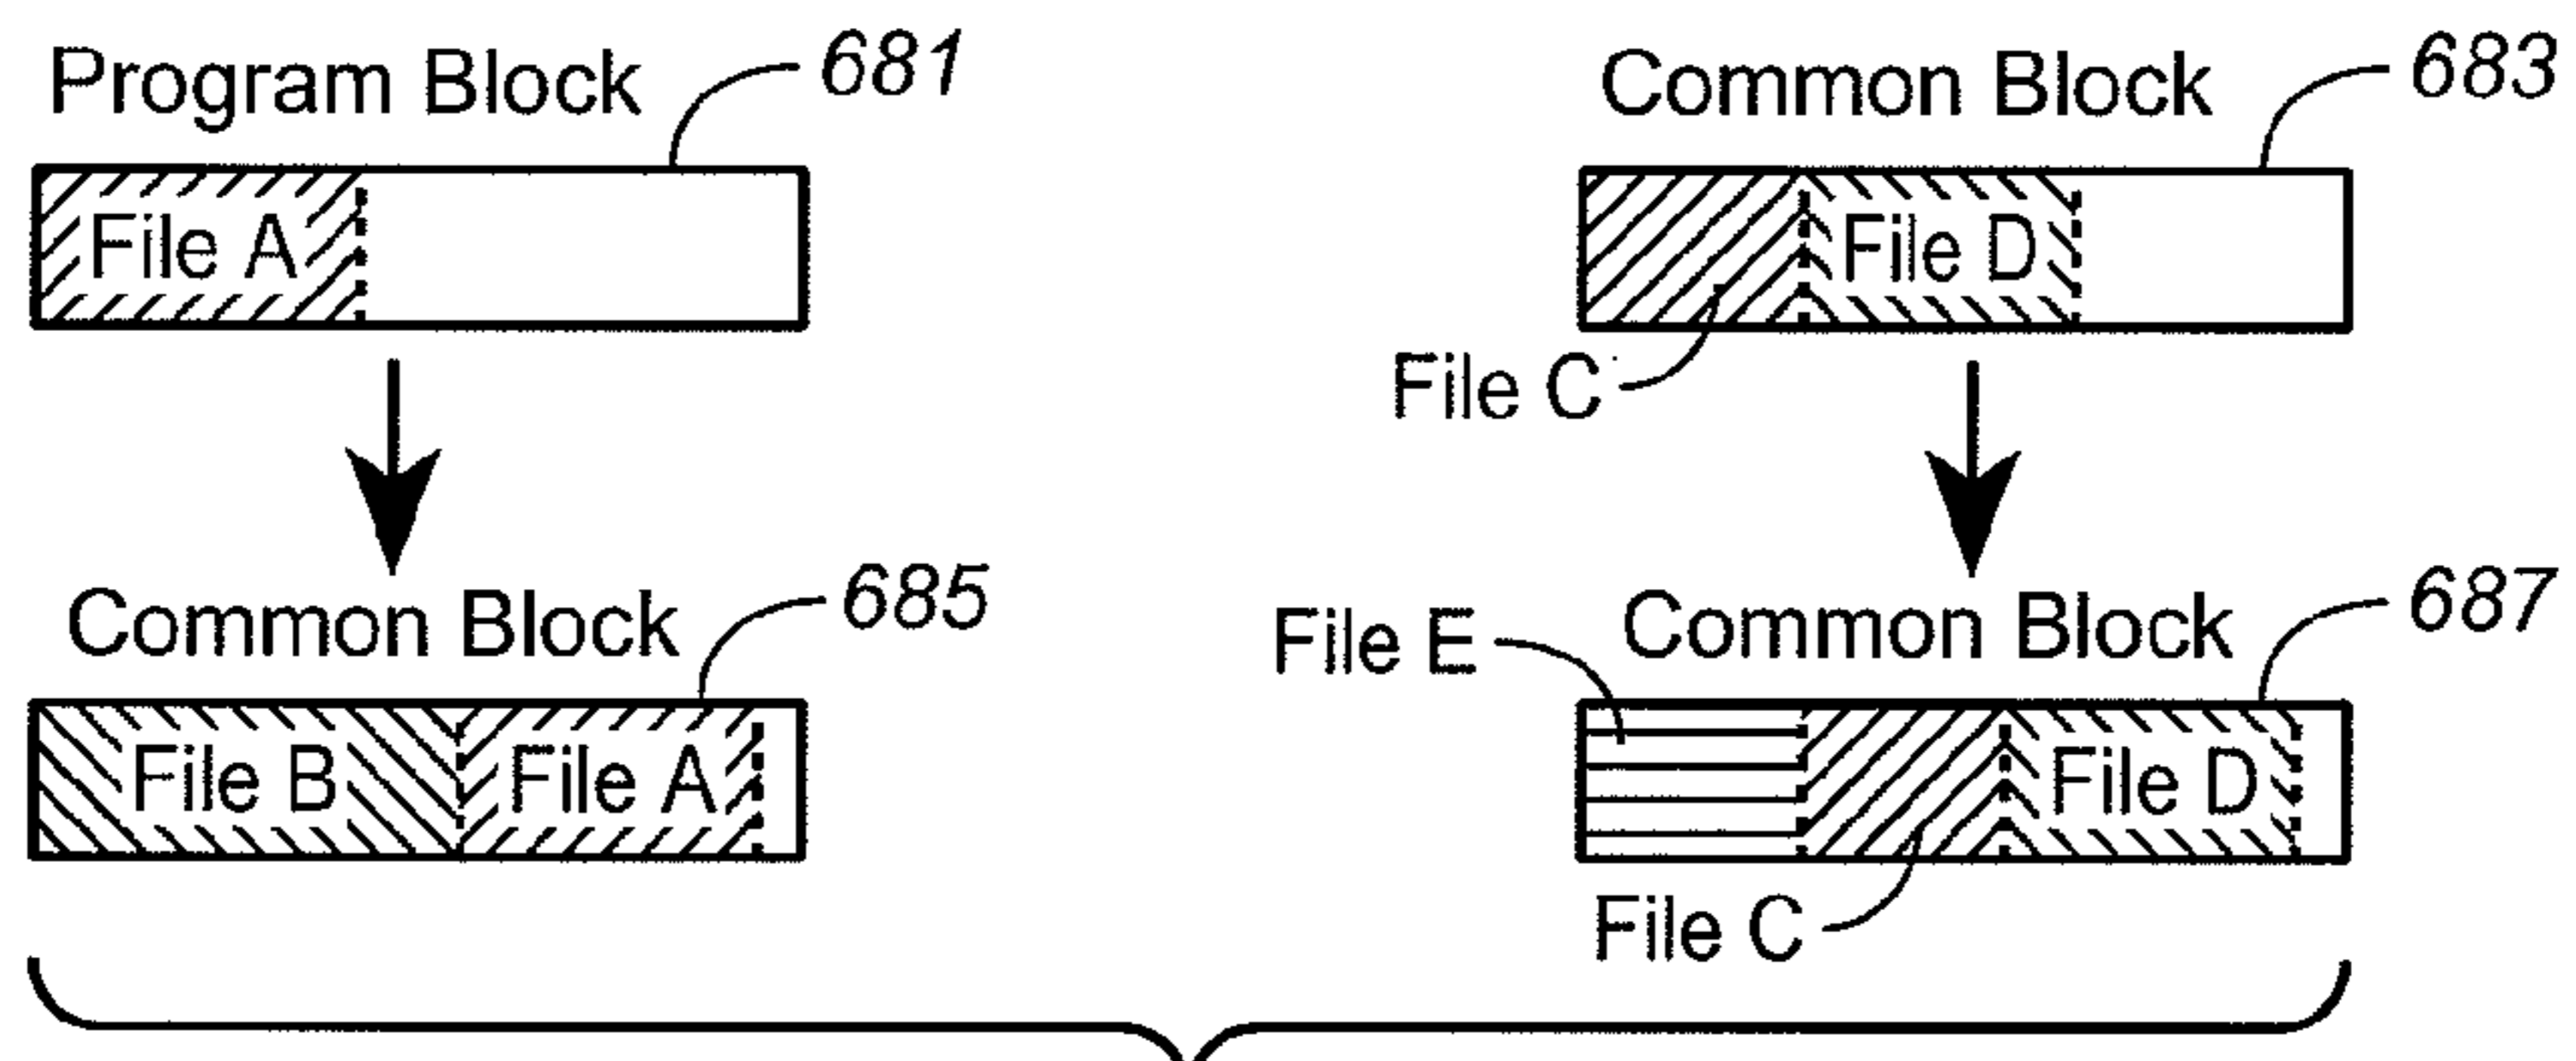 Program Block 681
File A
Common Block 683
File D
File C
Common Block 685
File B File A
File E
Common Block 687
File D
File C